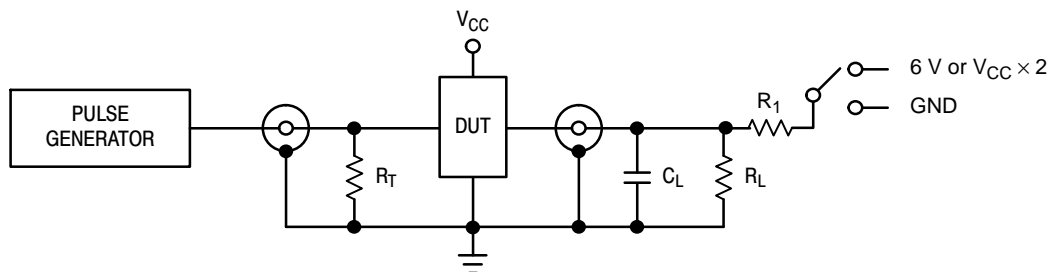 V_CC
6 V or V_CC × 2
PULSE
GENERATOR
DUT
R_1
GND
R_T
C_L
R_L